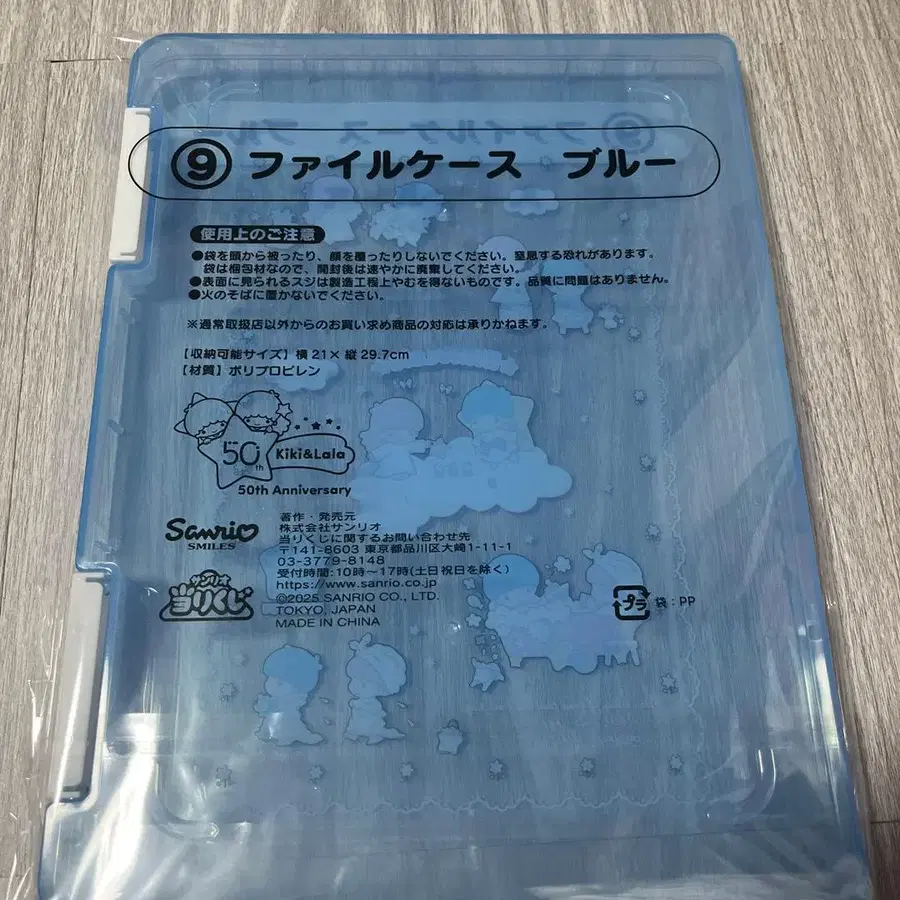 ⑨ ファイルケース ブルー
使用上のご注意
●袋を頭から被ったり、顔を覆ったりしないでください。窒息する恐れがあります。
袋は梱包材なので、開封後は速やかに廃棄してください。
●表面に見られるスジは製造工程上やむを得ないものです。品質に問題はありません。
●火のそばに置かないでください。
※通常取扱店以外からのお買い求め商品の対応は承りかねます。
【収納可能サイズ】横21×縦29.7cm
【材質】ポリプロピレン
50th Kiki&Lala
50th Anniversary
Sanrio
SMILES
サンリオ
当りくじ
著作・発売元
株式会社サンリオ
当りくじに関するお問い合わせ先
〒141-8603 東京都品川区大崎1-11-1
03-3779-8148
受付時間:10時~17時(土日祝日を除く)
https://www.sanrio.co.jp
©2025 SANRIO CO., LTD.
TOKYO, JAPAN
MADE IN CHINA
プラ 袋:PP